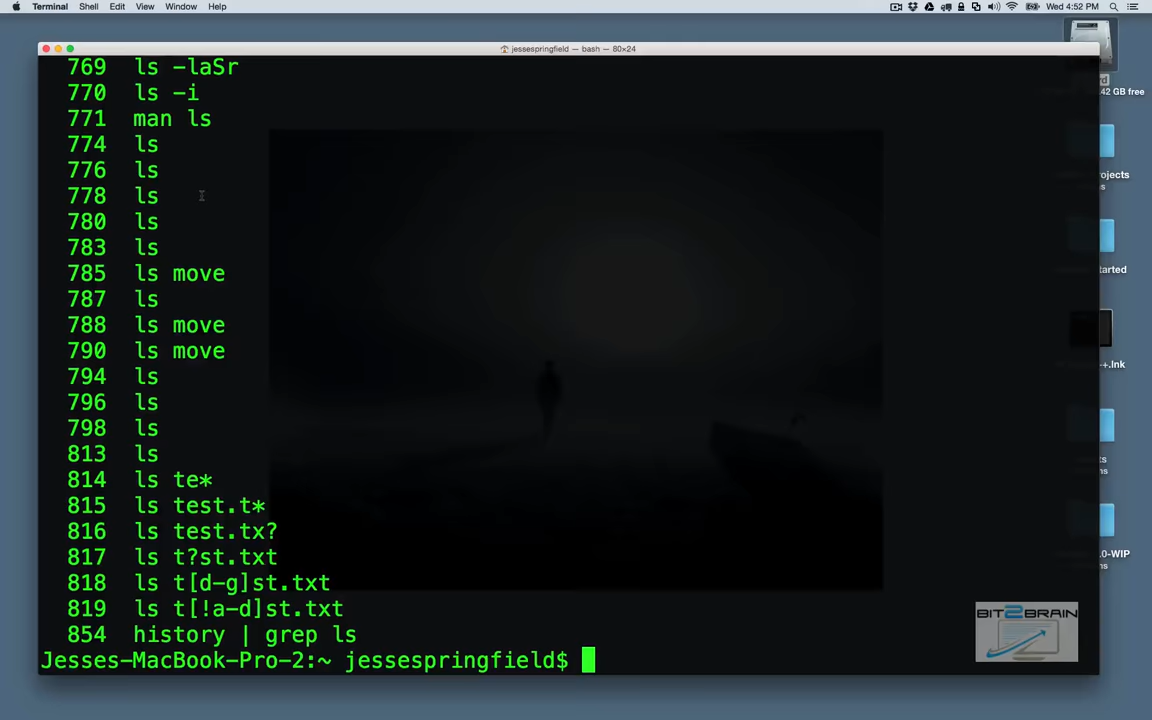 Terminal Shell Edit View Window Help Wed 4:52 PM
jessespringfield — bash — 80×24
769 ls -laSr
770 ls -i
771 man ls
774 ls
776 ls
778 ls
780 ls
783 ls
785 ls move
787 ls
788 ls move
790 ls move
794 ls
796 ls
798 ls
813 ls
814 ls te*
815 ls test.t*
816 ls test.tx?
817 ls t?st.txt
818 ls t[d-g]st.txt
819 ls t[!a-d]st.txt
854 history | grep ls
Jesses-MacBook-Pro-2:~ jessespringfield$
42 GB free
BIT2BRAIN